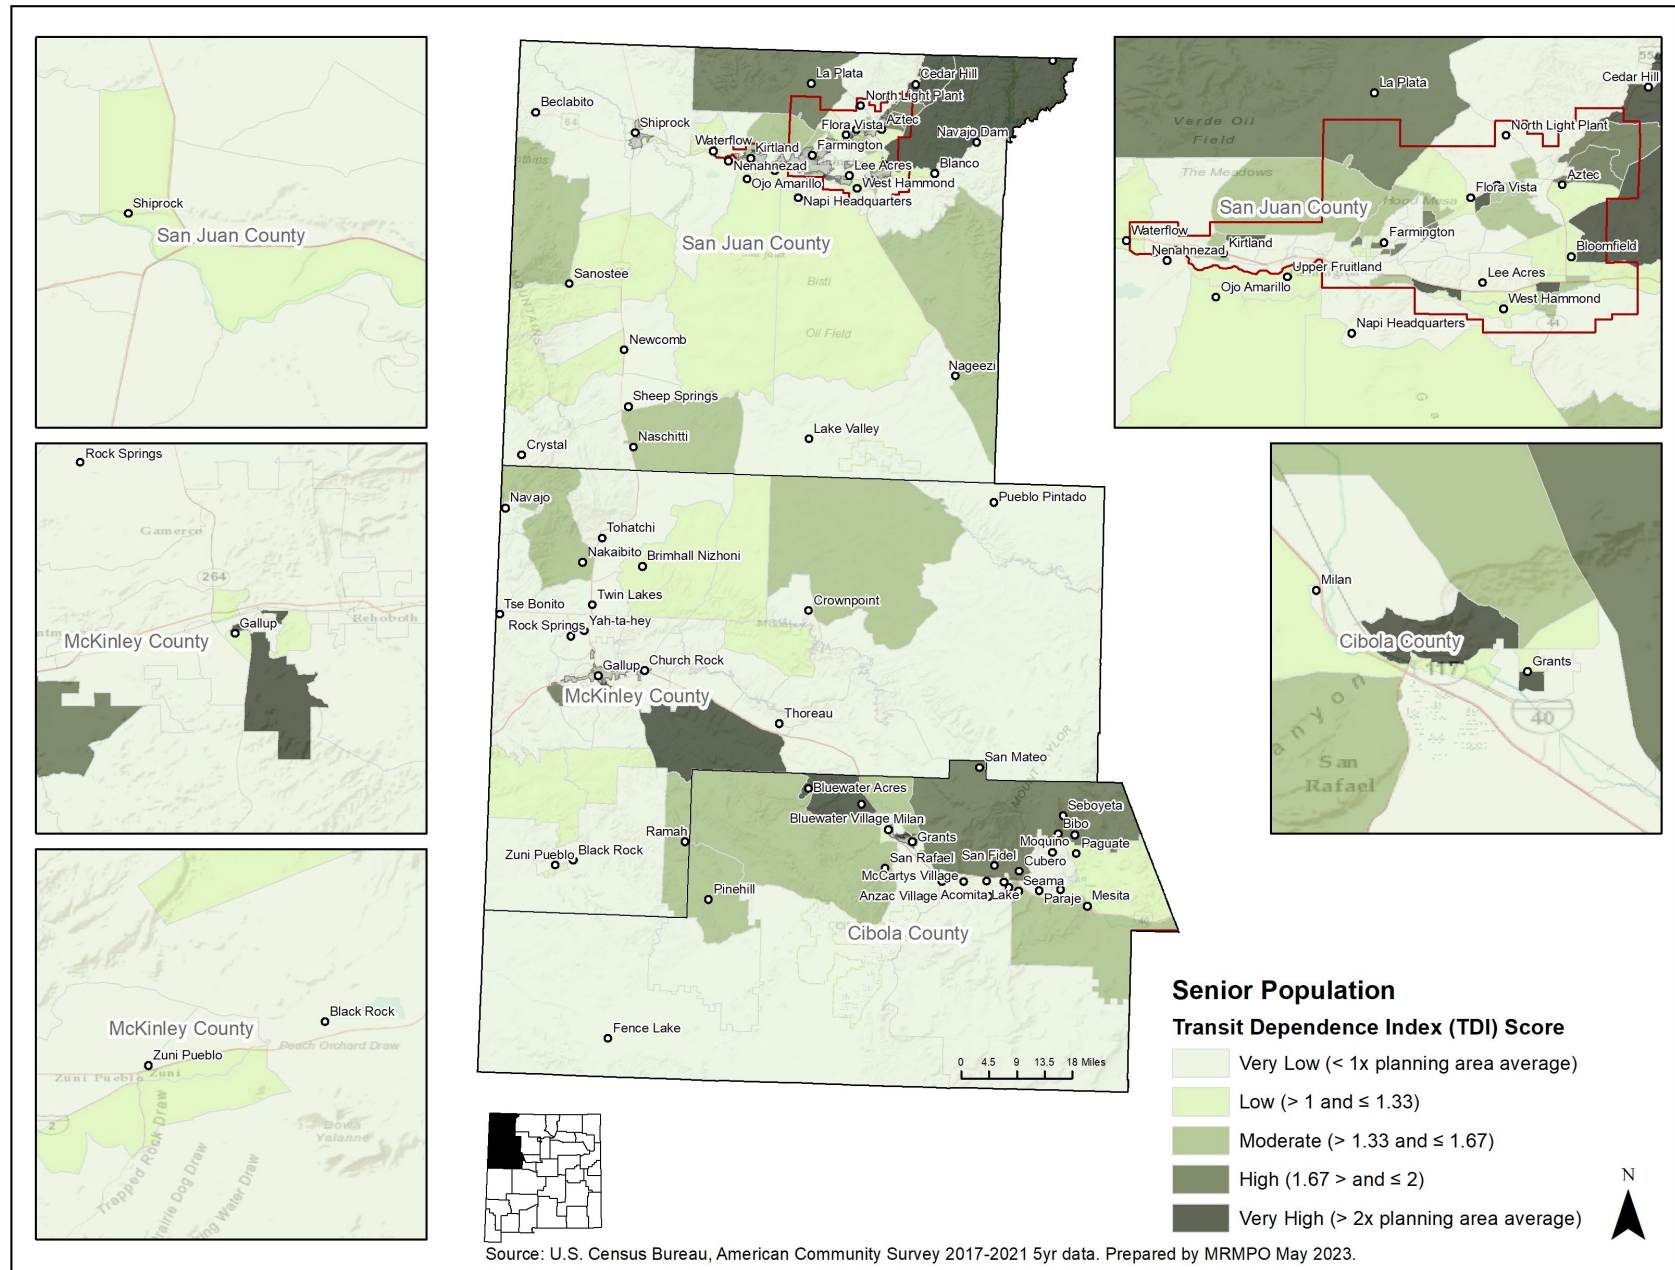 Shiprock
San Juan County
Rock Springs
Gamerco
264
Gallup
Rehoboth
McKinley County
Black Rock
McKinley County
Peach Orchard Draw
Zuni Pueblo
Zuni Pueblo
Zuni
2
Dowa
Yalanne
Trapped Rock Draw
Prairie Dog Draw
Water Draw
La Plata
Cedar Hill
Beclabito
64
North Light Plant
Shiprock
Flora Vista
Aztec
Waterflow
Kirtland
Farmington
Navajo Dam
Nenahnezad
Lee Acres
Blanco
Ojo Amarillo
West Hammond
Napi Headquarters
San Juan County
Sanostee
Bisti
Oil Field
Newcomb
Nageezi
Sheep Springs
Naschitti
Lake Valley
Crystal
Navajo
Pueblo Pintado
Tohatchi
Nakaibito
Brimhall Nizhoni
Twin Lakes
Tse Bonito
Crownpoint
Rock Springs
Yah-ta-hey
Gallup
Church Rock
McKinley County
Thoreau
San Mateo
MOUNT TAYLOR
Bluewater Acres
Seboyeta
Bluewater Village
Milan
Bibo
Ramah
Grants
Moquino
Paguate
Zuni Pueblo
Black Rock
San Rafael
San Fidel
Cubero
McCartys Village
Seama
Pinehill
Anzac Village
Acomita Lake
Paraje
Mesita
Cibola County
Fence Lake
0 4.5 9 13.5 18 Miles
La Plata
Cedar Hill
Verde Oil
Field
North Light Plant
The Meadows
Aztec
Flora Vista
Hood Mesa
San Juan County
Waterflow
Farmington
Kirtland
Nenahnezad
Bloomfield
Upper Fruitland
Lee Acres
Ojo Amarillo
West Hammond
44
Napi Headquarters
Milan
Cibola County
Grants
117
40
San
Rafael
Senior Population
Transit Dependence Index (TDI) Score
Very Low (< 1x planning area average)
Low (> 1 and ≤ 1.33)
Moderate (> 1.33 and ≤ 1.67)
High (1.67 > and ≤ 2)
Very High (> 2x planning area average)
N
Source: U.S. Census Bureau, American Community Survey 2017-2021 5yr data. Prepared by MRMPO May 2023.